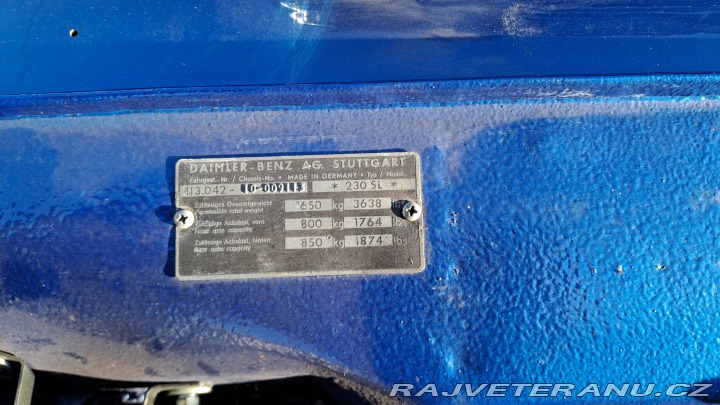 DAIMLER-BENZ AG. STUTTGART
Fahrgest.-Nr. / Chassis-No. • MADE IN GERMANY • Typ / Model
113.042- 10-009113 * 230 SL *
Zulässiges Gesamtgewicht 1650 kg 3638 lbs
Permissible total weight
Zulässige Achslast, vorn 800 kg 1764 lbs
Front axle capacity
Zulässige Achslast, hinten 850 kg 1874 lbs
Rear axle capacity
RAJVETERANU.CZ